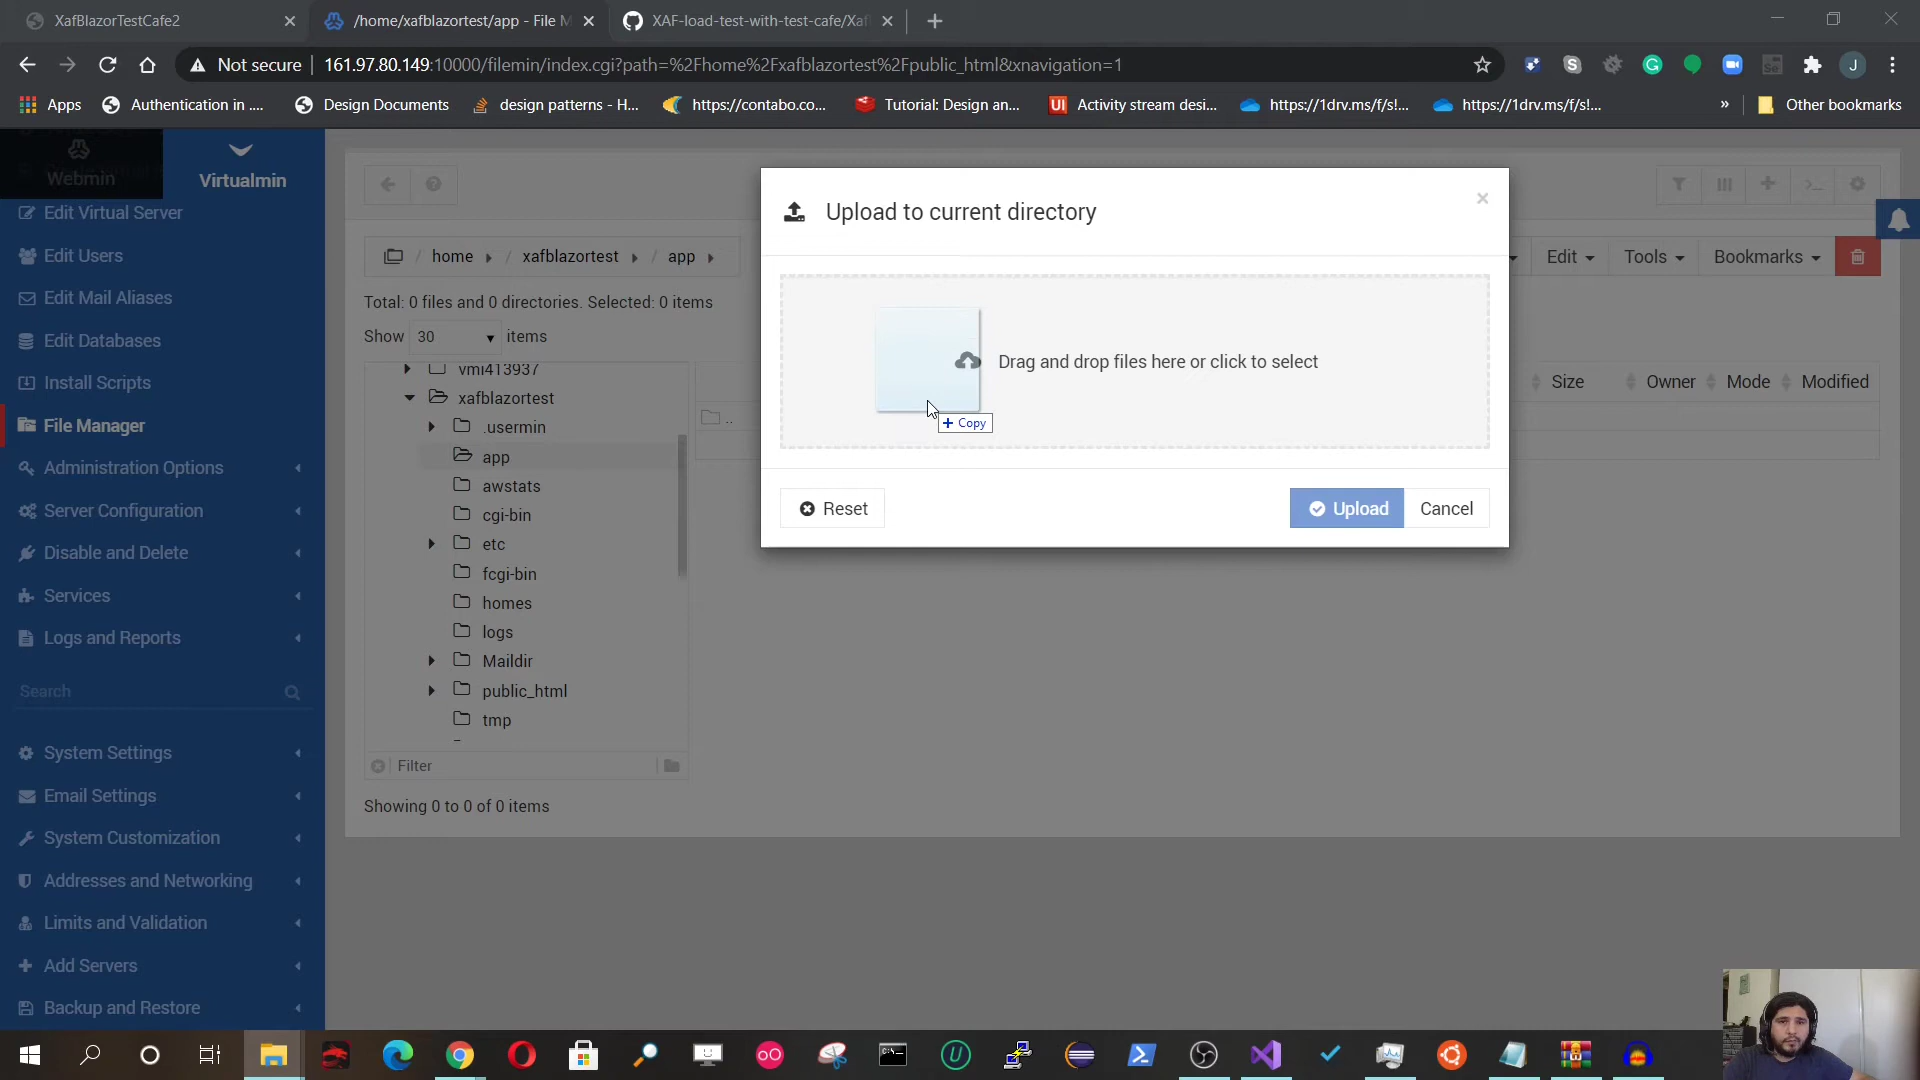 XafBlazorTestCafe2
/home/xafblazortest/app - File M
XAF-load-test-with-test-cafe/Xaf
Not secure
161.97.80.149:10000/filemin/index.cgi?path=%2Fhome%2Fxafblazortest%2Fpublic_html&xnavigation=1
J
Apps
Authentication in ....
Design Documents
design patterns - H...
https://contabo.co...
Tutorial: Design an...
UI
Activity stream desi...
https://1drv.ms/f/s!...
https://1drv.ms/f/s!...
»
Other bookmarks
Webmin
Virtualmin
Edit Virtual Server
Edit Users
Edit Mail Aliases
Edit Databases
Install Scripts
File Manager
Administration Options
Server Configuration
Disable and Delete
Services
Logs and Reports
Search
System Settings
Email Settings
System Customization
Addresses and Networking
Limits and Validation
Add Servers
Backup and Restore
home
/
xafblazortest
/
app
Edit
Tools
Bookmarks
Total: 0 files and 0 directories. Selected: 0 items
Show 30 items
vmi413937
xafblazortest
.usermin
app
awstats
cgi-bin
etc
fcgi-bin
homes
logs
Maildir
public_html
tmp
Filter
Showing 0 to 0 of 0 items
..
Size
Owner
Mode
Modified
Upload to current directory
×
Drag and drop files here or click to select
+ Copy
Reset
Upload
Cancel